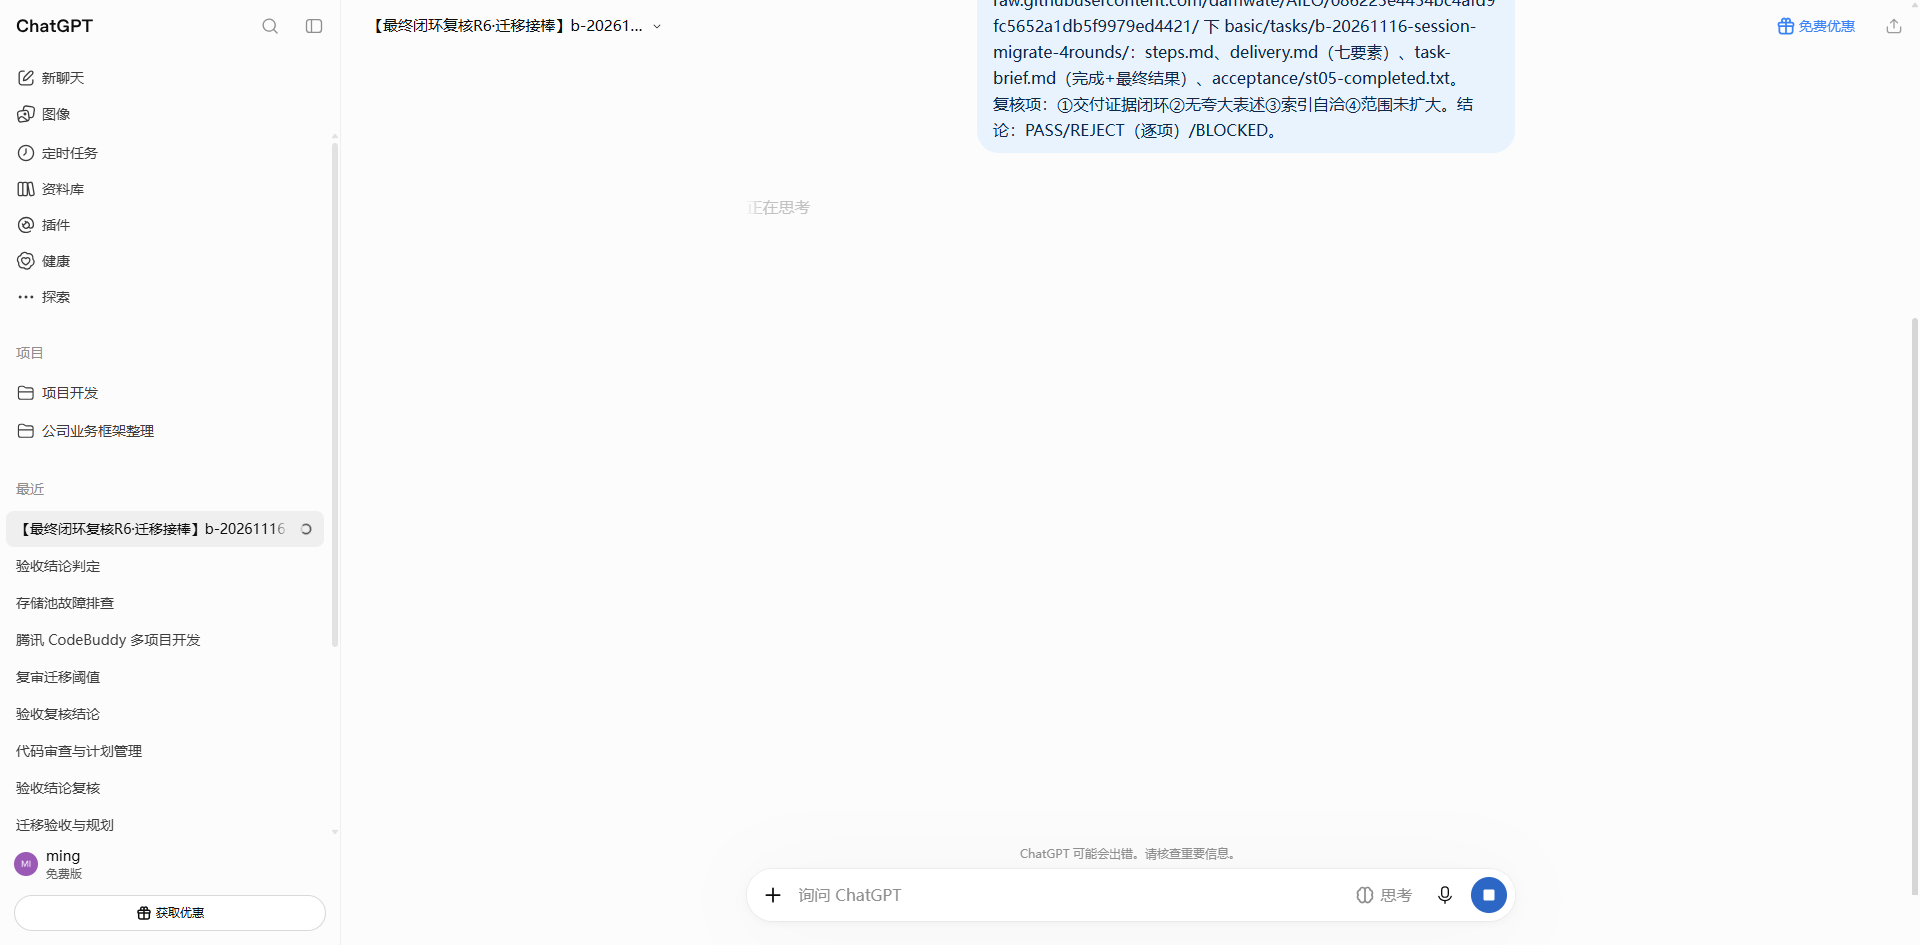 ChatGPT
新聊天
图像
定时任务
资料库
插件
健康
探索
项目
项目开发
公司业务框架整理
最近
【最终闭环复核R6·迁移接棒】b-20261116
验收结论判定
存储池故障排查
腾讯 CodeBuddy 多项目开发
复审迁移阈值
验收复核结论
代码审查与计划管理
验收结论复核
迁移验收与规划
MI
ming
免费版
获取优惠
【最终闭环复核R6·迁移接棒】b-20261...
免费优惠
fc5652a1db5f9979ed4421/ 下 basic/tasks/b-20261116-session-
migrate-4rounds/：steps.md、delivery.md（七要素）、task-
brief.md（完成+最终结果）、acceptance/st05-completed.txt。
复核项：①交付证据闭环②无夸大表述③索引自洽④范围未扩大。结
论：PASS/REJECT（逐项）/BLOCKED。
正在思考
ChatGPT 可能会出错。请核查重要信息。
询问 ChatGPT
思考